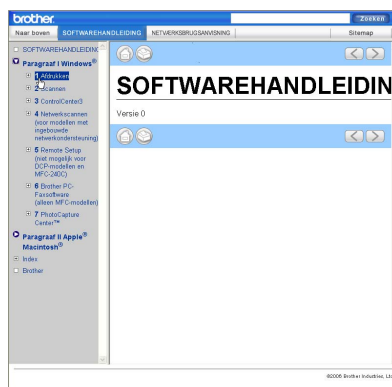 brother.
Zoeken
Naar boven SOFTWAREHANDLEIDING NETWERKSBRUGSANVISNING Sitemap
SOFTWAREHANDLEIDING
Paragraaf I Windows®
1 Afdrukken
2 Scannen
3 ControlCenter3
4 Netwerkscannen
(voor modellen met
ingebouwde
netwerkondersteuning)
5 Remote Setup
(niet mogelijk voor
DCP-modellen en
MFC-240C)
6 Brother PC-
Faxsoftware
(alleen MFC-modellen)
7 PhotoCapture
Center™
Paragraaf II Apple®
Macintosh®
Index
Brother
SOFTWAREHANDLEIDIN
Versie 0
©2006 Brother Industries, Ltd